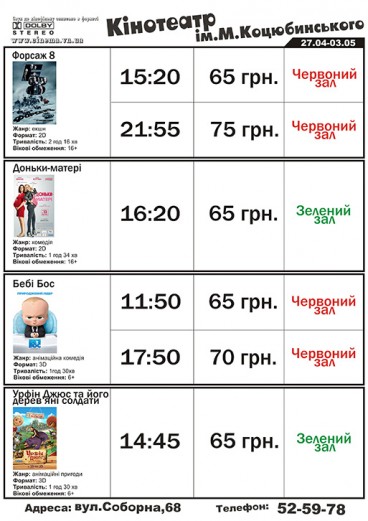 DOLBY
STEREO
www.cinema.vn.ua
Кінотеатр
ім.М.Коцюбинського
27.04-03.05
Форсаж 8
Жанр: екшн
Формат: 2D
Тривалість: 2 год 16 хв
Вікові обмеження: 16+
15:20 65 грн. Червоний зал
21:55 75 грн. Червоний зал
Доньки-матері
Жанр: комедія
Формат: 2D
Тривалість: 1 год 34 хв
Вікові обмеження: 16+
16:20 65 грн. Зелений зал
Бебі Бос
Жанр: анімаційна комедія
Формат: 3D
Тривалість: 1год 38хв
Вікові обмеження: 6+
11:50 65 грн. Червоний зал
17:50 70 грн. Червоний зал
Урфін Джюс та його
дерев'яні солдати
Жанр: анімаційні пригоди
Формат: 3D
Тривалість: 1 год 30 хв
Вікові обмеження: 6+
14:45 65 грн. Зелений зал
Адреса: вул.Соборна,68 Телефон: 52-59-78